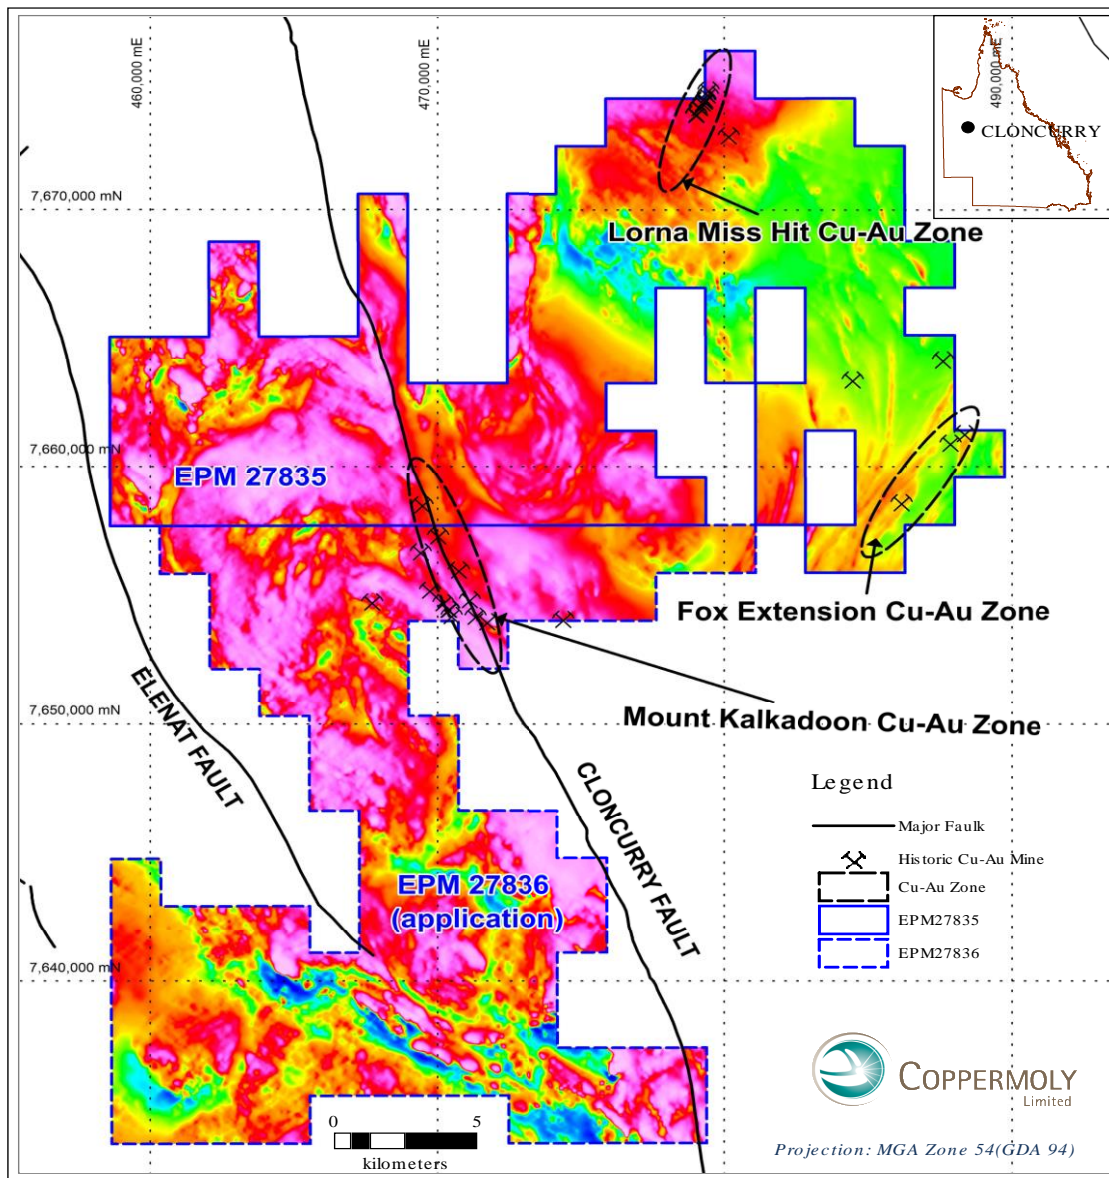 460,000 mE
470,000 mE
490,000 mE
CLONCURRY
7,670,000 mN
Lorna Miss Hit Cu-Au Zone
7,660,000 mN
EPM 27835
Fox Extension Cu-Au Zone
7,650,000 mN
Mount Kalkadoon Cu-Au Zone
ELENAT FAULT
CLONCURRY FAULT
EPM 27836
(application)
7,640,000 mN
Legend
Major Faulk
Historic Cu-Au Mine
Cu-Au Zone
EPM27835
EPM27836
COPPERMOLY
Limited
0 5
kilometers
Projection: MGA Zone 54(GDA 94)